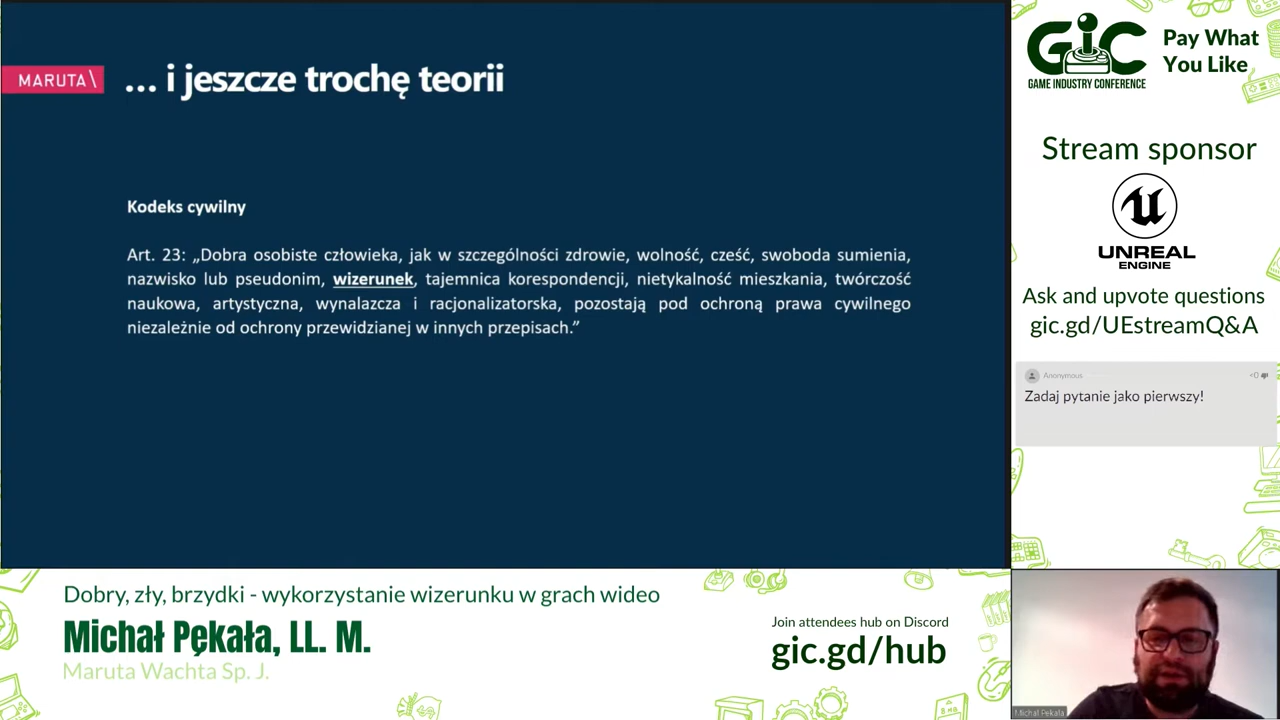 MARUTA\
... i jeszcze trochę teorii
Kodeks cywilny
Art. 23: „Dobra osobiste człowieka, jak w szczególności zdrowie, wolność, cześć, swoboda sumienia,
nazwisko lub pseudonim, wizerunek, tajemnica korespondencji, nietykalność mieszkania, twórczość
naukowa, artystyczna, wynalazcza i racjonalizatorska, pozostają pod ochroną prawa cywilnego
niezależnie od ochrony przewidzianej w innych przepisach.”
GIC
GAME INDUSTRY CONFERENCE
Pay What
You Like
Stream sponsor
UNREAL
ENGINE
Ask and upvote questions
gic.gd/UEstreamQ&A
Anonymous
<0
Zadaj pytanie jako pierwszy!
Dobry, zły, brzydki - wykorzystanie wizerunku w grach wideo
Michał Pękała, LL. M.
Maruta Wachta Sp. J.
Join attendees hub on Discord
gic.gd/hub
8 MB
Michał Pękała